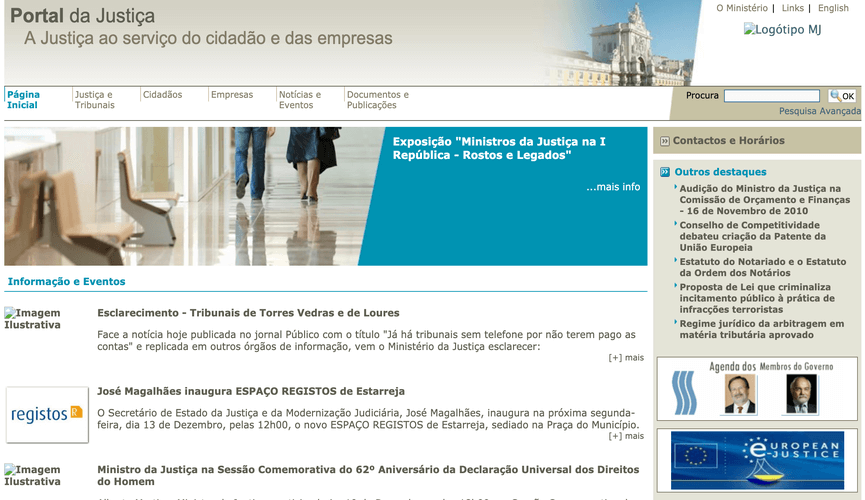 Portal da Justiça
A Justiça ao serviço do cidadão e das empresas
O Ministério | Links | English
Logótipo MJ
Página
Inicial
Justiça e
Tribunais
Cidadãos
Empresas
Notícias e
Eventos
Documentos e
Publicações
Procura
OK
Pesquisa Avançada
Exposição "Ministros da Justiça na I
República - Rostos e Legados"
...mais info
Informação e Eventos
Imagem
Ilustrativa
Esclarecimento - Tribunais de Torres Vedras e de Loures
Face a notícia hoje publicada no jornal Público com o título "Já há tribunais sem telefone por não terem pago as
contas" e replicada em outros órgãos de informação, vem o Ministério da Justiça esclarecer:
[+] mais
registos R
José Magalhães inaugura ESPAÇO REGISTOS de Estarreja
O Secretário de Estado da Justiça e da Modernização Judiciária, José Magalhães, inaugura na próxima segunda-
feira, dia 13 de Dezembro, pelas 12h00, o novo ESPAÇO REGISTOS de Estarreja, sediado na Praça do Município.
[+] mais
Imagem
Ilustrativa
Ministro da Justiça na Sessão Comemorativa do 62º Aniversário da Declaração Universal dos Direitos
do Homem
Contactos e Horários
Outros destaques
Audição do Ministro da Justiça na
Comissão de Orçamento e Finanças
- 16 de Novembro de 2010
Conselho de Competitividade
debateu criação da Patente da
União Europeia
Estatuto do Notariado e o Estatuto
da Ordem dos Notários
Proposta de Lei que criminaliza
incitamento público à prática de
infracções terroristas
Regime jurídico da arbitragem em
matéria tributária aprovado
Agenda dos Membros do Governo
EUROPEAN
JUSTICE